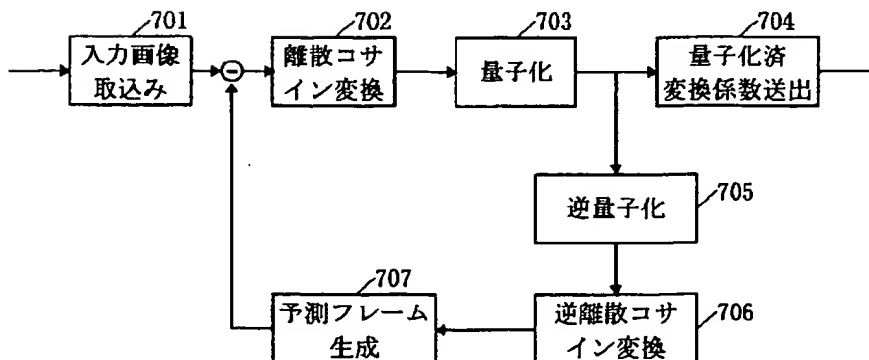 701
入力画像
取込み
702
離散コサ
イン変換
703
量子化
704
量子化済
変換係数送出
705
逆量子化
707
予測フレーム
生成
706
逆離散コサ
イン変換